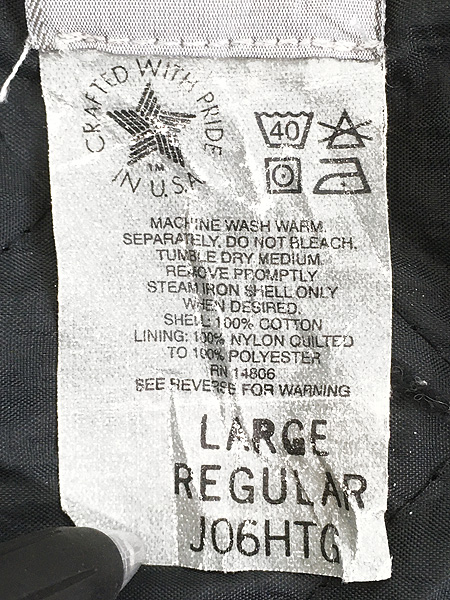 CRAFTED WITH PRIDE
TM
IN U.S.A
40
MACHINE WASH WARM.
SEPARATELY, DO NOT BLEACH.
TUMBLE DRY MEDIUM.
REMOVE PROMPTLY
STEAM IRON SHELL ONLY
WHEN DESIRED.
SHELL: 100% COTTON
LINING: 100% NYLON QUILTED
TO 100% POLYESTER
RN 14806
SEE REVERSE FOR WARNING
LARGE
REGULAR
J06HTG